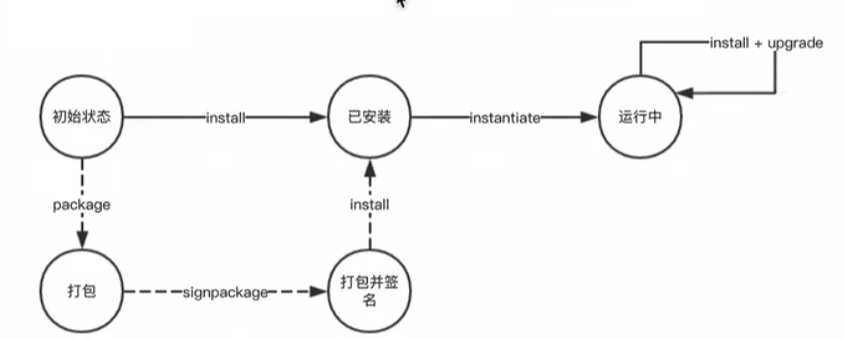 install + upgrade
初始状态
install
已安装
instantiate
运行中
package
install
打包
signpackage
打包并签
名